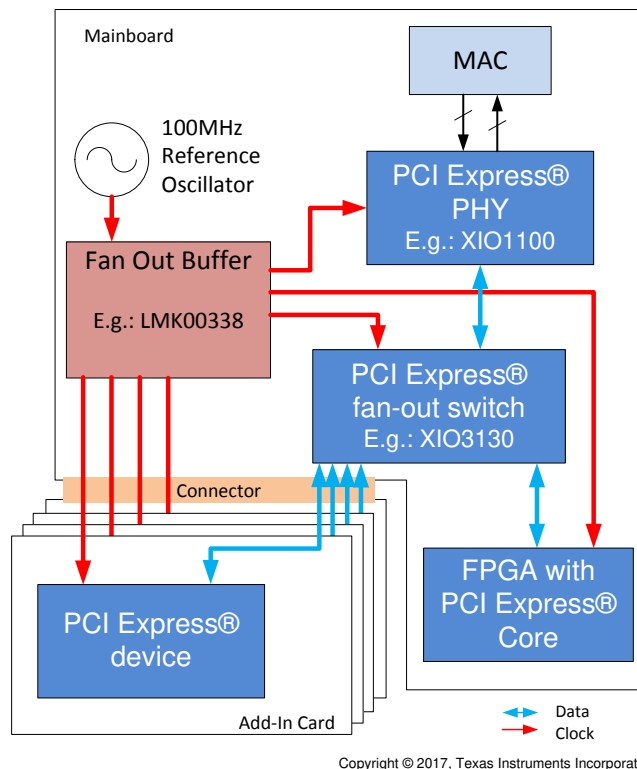 Mainboard
MAC
100MHz
Reference
Oscillator
PCI Express®
PHY
E.g.: XIO1100
Fan Out Buffer
E.g.: LMK00338
PCI Express®
fan-out switch
E.g.: XIO3130
Connector
FPGA with
PCI Express®
Core
PCI Express®
device
Add-In Card
Data
Clock
Copyright © 2017, Texas Instruments Incorporat